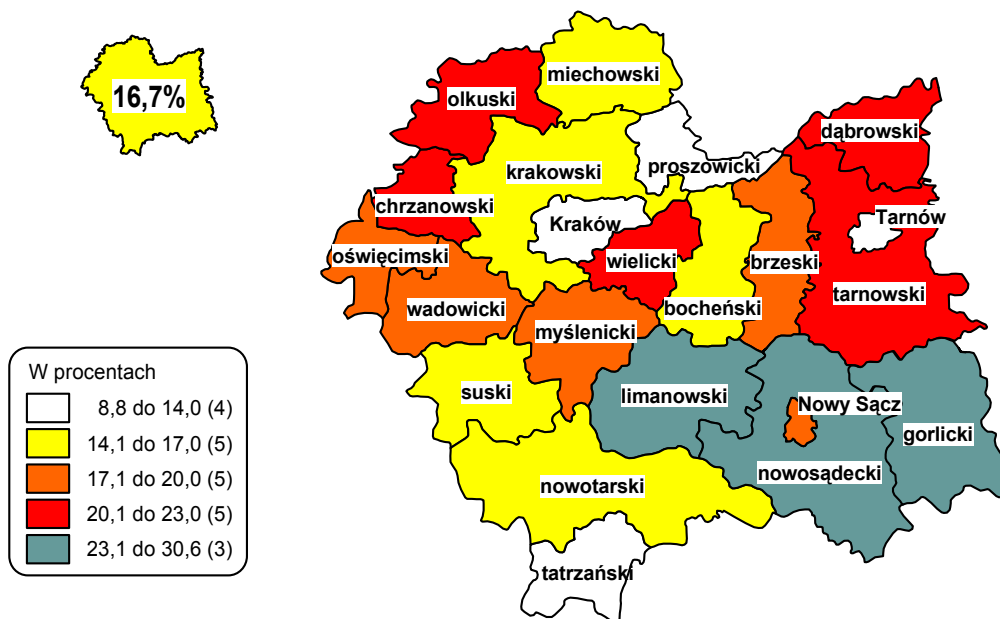 16,7%
miechowski
olkuski
dąbrowski
proszowicki
krakowski
chrzanowski
Kraków
Tarnów
oświęcimski
wielicki
brzeski
tarnowski
wadowicki
bocheński
myślenicki
suski
limanowski
Nowy Sącz
gorlicki
nowosądecki
nowotarski
tatrzański
W procentach
8,8 do 14,0 (4)
14,1 do 17,0 (5)
17,1 do 20,0 (5)
20,1 do 23,0 (5)
23,1 do 30,6 (3)